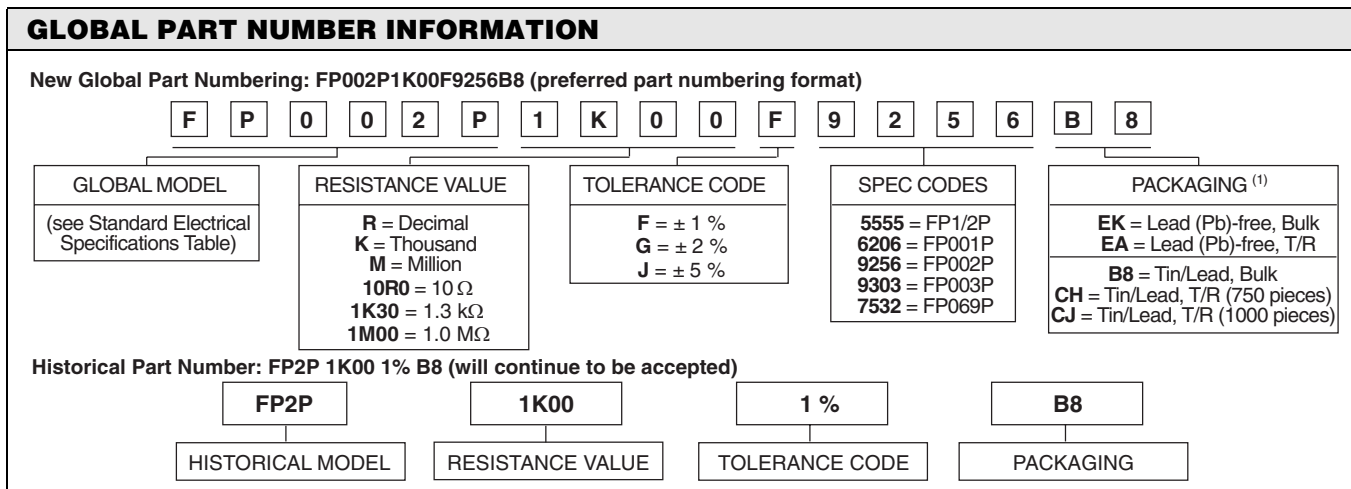 GLOBAL PART NUMBER INFORMATION
New Global Part Numbering: FP002P1K00F9256B8 (preferred part numbering format)
F P 0 0 2 P 1 K 0 0 F 9 2 5 6 B 8
GLOBAL MODEL
(see Standard Electrical
Specifications Table)
RESISTANCE VALUE
R = Decimal
K = Thousand
M = Million
10R0 = 10 Ω
1K30 = 1.3 kΩ
1M00 = 1.0 MΩ
TOLERANCE CODE
F = ± 1 %
G = ± 2 %
J = ± 5 %
SPEC CODES
5555 = FP1/2P
6206 = FP001P
9256 = FP002P
9303 = FP003P
7532 = FP069P
PACKAGING (1)
EK = Lead (Pb)-free, Bulk
EA = Lead (Pb)-free, T/R
B8 = Tin/Lead, Bulk
CH = Tin/Lead, T/R (750 pieces)
CJ = Tin/Lead, T/R (1000 pieces)
Historical Part Number: FP2P 1K00 1% B8 (will continue to be accepted)
FP2P 1K00 1 % B8
HISTORICAL MODEL RESISTANCE VALUE TOLERANCE CODE PACKAGING